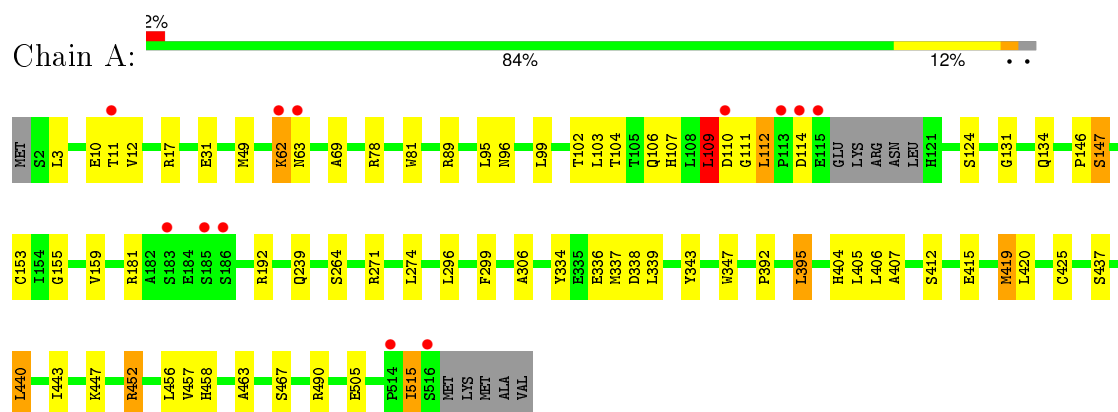 2%
Chain A:
84% 12% • •
MET S2 L3 E10 T11 V12 R17 E31 M49 K62 N63 A69 R78 W81 R89 L95 N96 L99 T102 L103 T104 T105 Q106 H107 L108 L109 D110 G111 L112 P113 D114 E115 GLU LYS ARG ASN LEU H121 S124 G131 Q134 P146 S147
C153 I154 G155 V159 R181 A182 S183 E184 S185 S186 R192 Q239 S264 R271 L274 L296 F299 A306 Y334 E335 E336 M337 D338 L339 Y343 W347 P392 L395 H404 L405 L406 A407 S412 E415 M419 L420 C425 S437
L440 I443 K447 R452 L456 V457 H458 A463 S467 R490 E505 P514 I515 S516 MET LYS MET ALA VAL